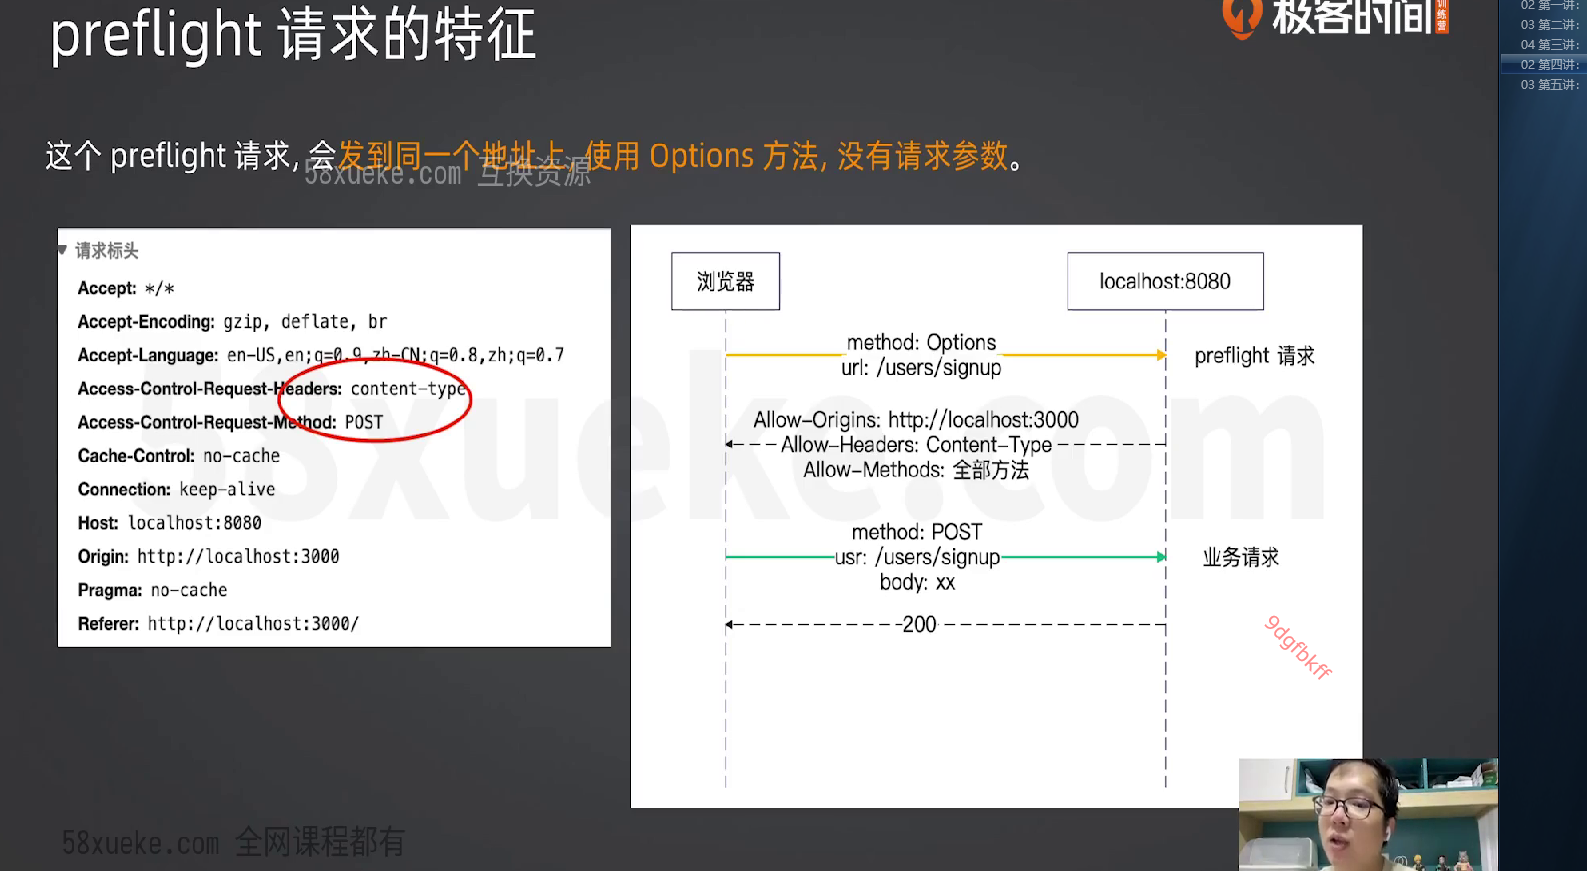 preflight 请求的特征
极客时间
训练营
02 第一讲:
03 第二讲:
04 第三讲:
02 第四讲:
03 第五讲:
这个 preflight 请求, 会发到同一个地址上, 使用 Options 方法, 没有请求参数。
58xueke.com 互换资源
请求标头
Accept: */*
Accept-Encoding: gzip, deflate, br
Accept-Language: en-US,en;q=0.9,zh-CN;q=0.8,zh;q=0.7
Access-Control-Request-Headers: content-type
Access-Control-Request-Method: POST
Cache-Control: no-cache
Connection: keep-alive
Host: localhost:8080
Origin: http://localhost:3000
Pragma: no-cache
Referer: http://localhost:3000/
浏览器
localhost:8080
method: Options
url: /users/signup
preflight 请求
Allow-Origins: http://localhost:3000
Allow-Headers: Content-Type
Allow-Methods: 全部方法
58xueke.com
method: POST
usr: /users/signup
body: xx
业务请求
200
9dgfbkff
58xueke.com 全网课程都有